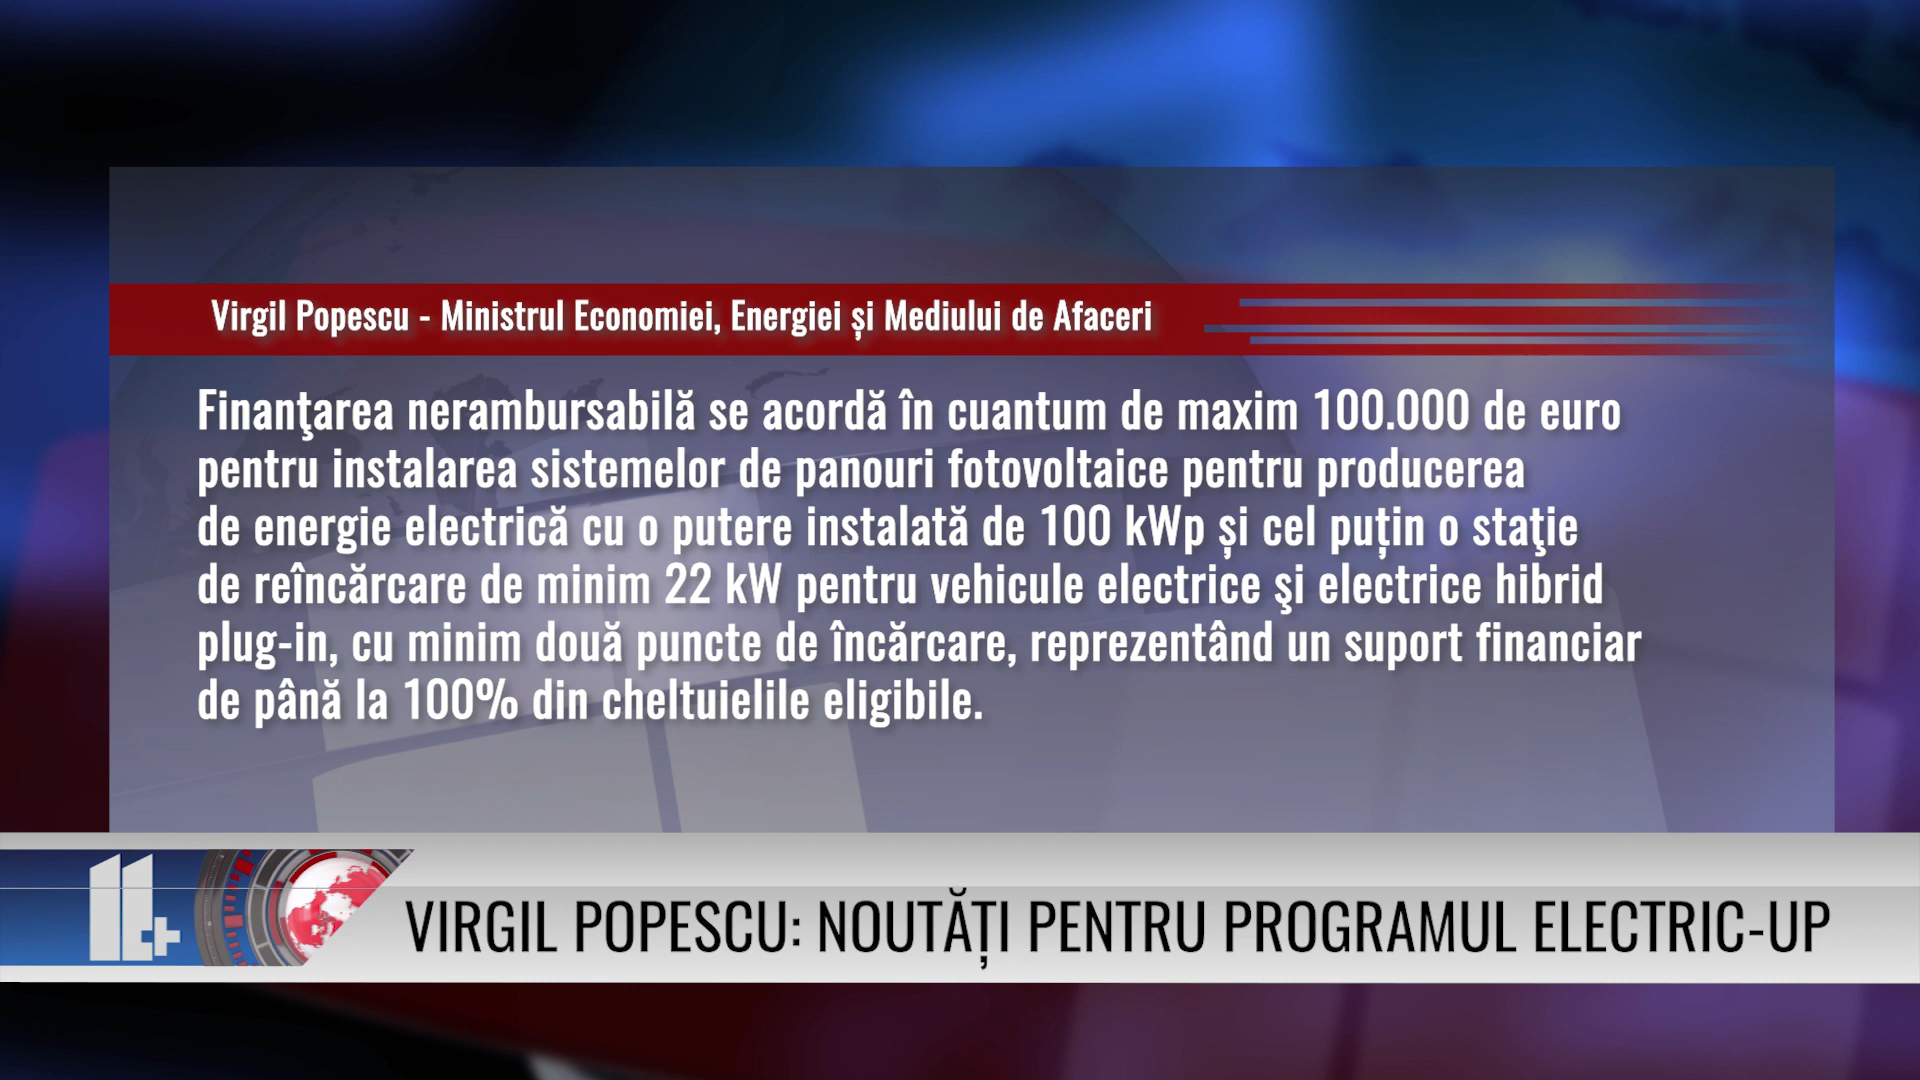 Virgil Popescu - Ministrul Economiei, Energiei și Mediului de Afaceri
Finanţarea nerambursabilă se acordă în cuantum de maxim 100.000 de euro
pentru instalarea sistemelor de panouri fotovoltaice pentru producerea
de energie electrică cu o putere instalată de 100 kWp și cel puțin o staţie
de reîncărcare de minim 22 kW pentru vehicule electrice şi electrice hibrid
plug-in, cu minim două puncte de încărcare, reprezentând un suport financiar
de până la 100% din cheltuielile eligibile.
VIRGIL POPESCU: NOUTĂȚI PENTRU PROGRAMUL ELECTRIC-UP